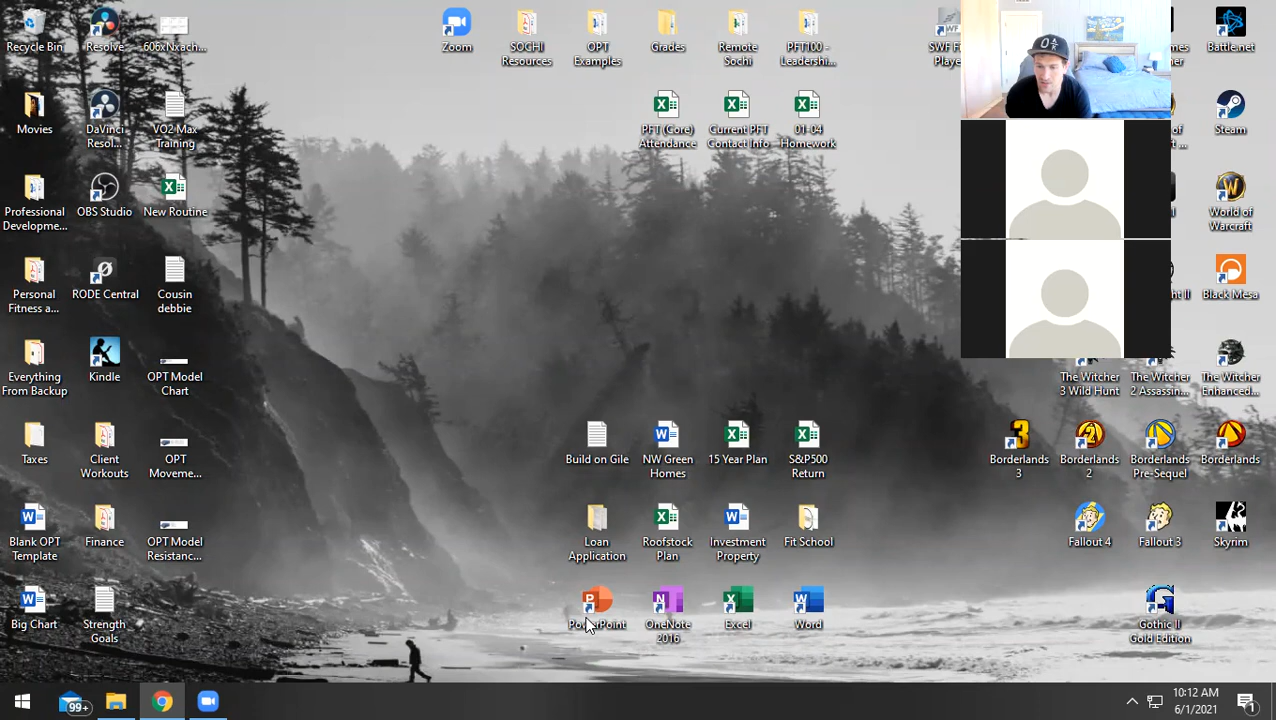 Recycle Bin
Resolve
606xNxach...
Zoom
SOCHI
Resources
OPT
Examples
Grades
Remote
Sochi
PFT100 -
Leadershi...
Battle.net
Movies
DaVinci
Resol...
VO2 Max
Training
PFT (Core)
Attendance
Current PFT
Contact Info
01-04
Homework
Steam
Professional
Developme...
OBS Studio
New Routine
World of
Warcraft
Personal
Fitness a...
RODE Central
Cousin
debbie
Black Mesa
Everything
From Backup
Kindle
OPT Model
Chart
The Witcher
3 Wild Hunt
The Witcher
2 Assassin...
The Witcher
Enhanced...
Taxes
Client
Workouts
OPT
Moveme...
Build on Gile
NW Green
Homes
15 Year Plan
S&P500
Return
Borderlands
3
Borderlands
2
Borderlands
Pre-Sequel
Borderlands
Blank OPT
Template
Finance
OPT Model
Resistanc...
Loan
Application
Roofstock
Plan
Investment
Property
Fit School
Fallout 4
Fallout 3
Skyrim
Big Chart
Strength
Goals
PowerPoint
OneNote
2016
Excel
Word
Gothic II
Gold Edition
99+
10:12 AM
6/1/2021
1